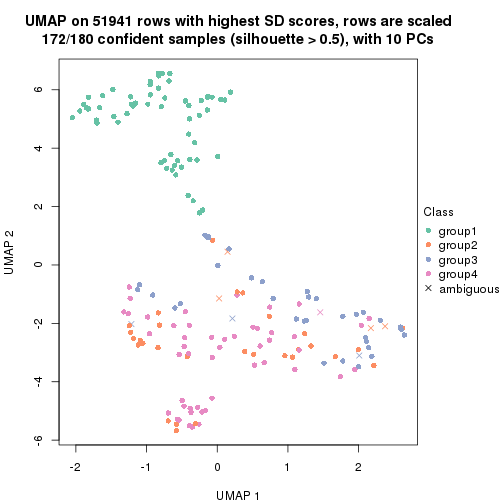 UMAP on 51941 rows with highest SD scores, rows are scaled
172/180 confident samples (silhouette > 0.5), with 10 PCs
6
4
2
0
-2
-4
-6
UMAP 2
-2
-1
0
1
2
UMAP 1
Class
group1
group2
group3
group4
ambiguous